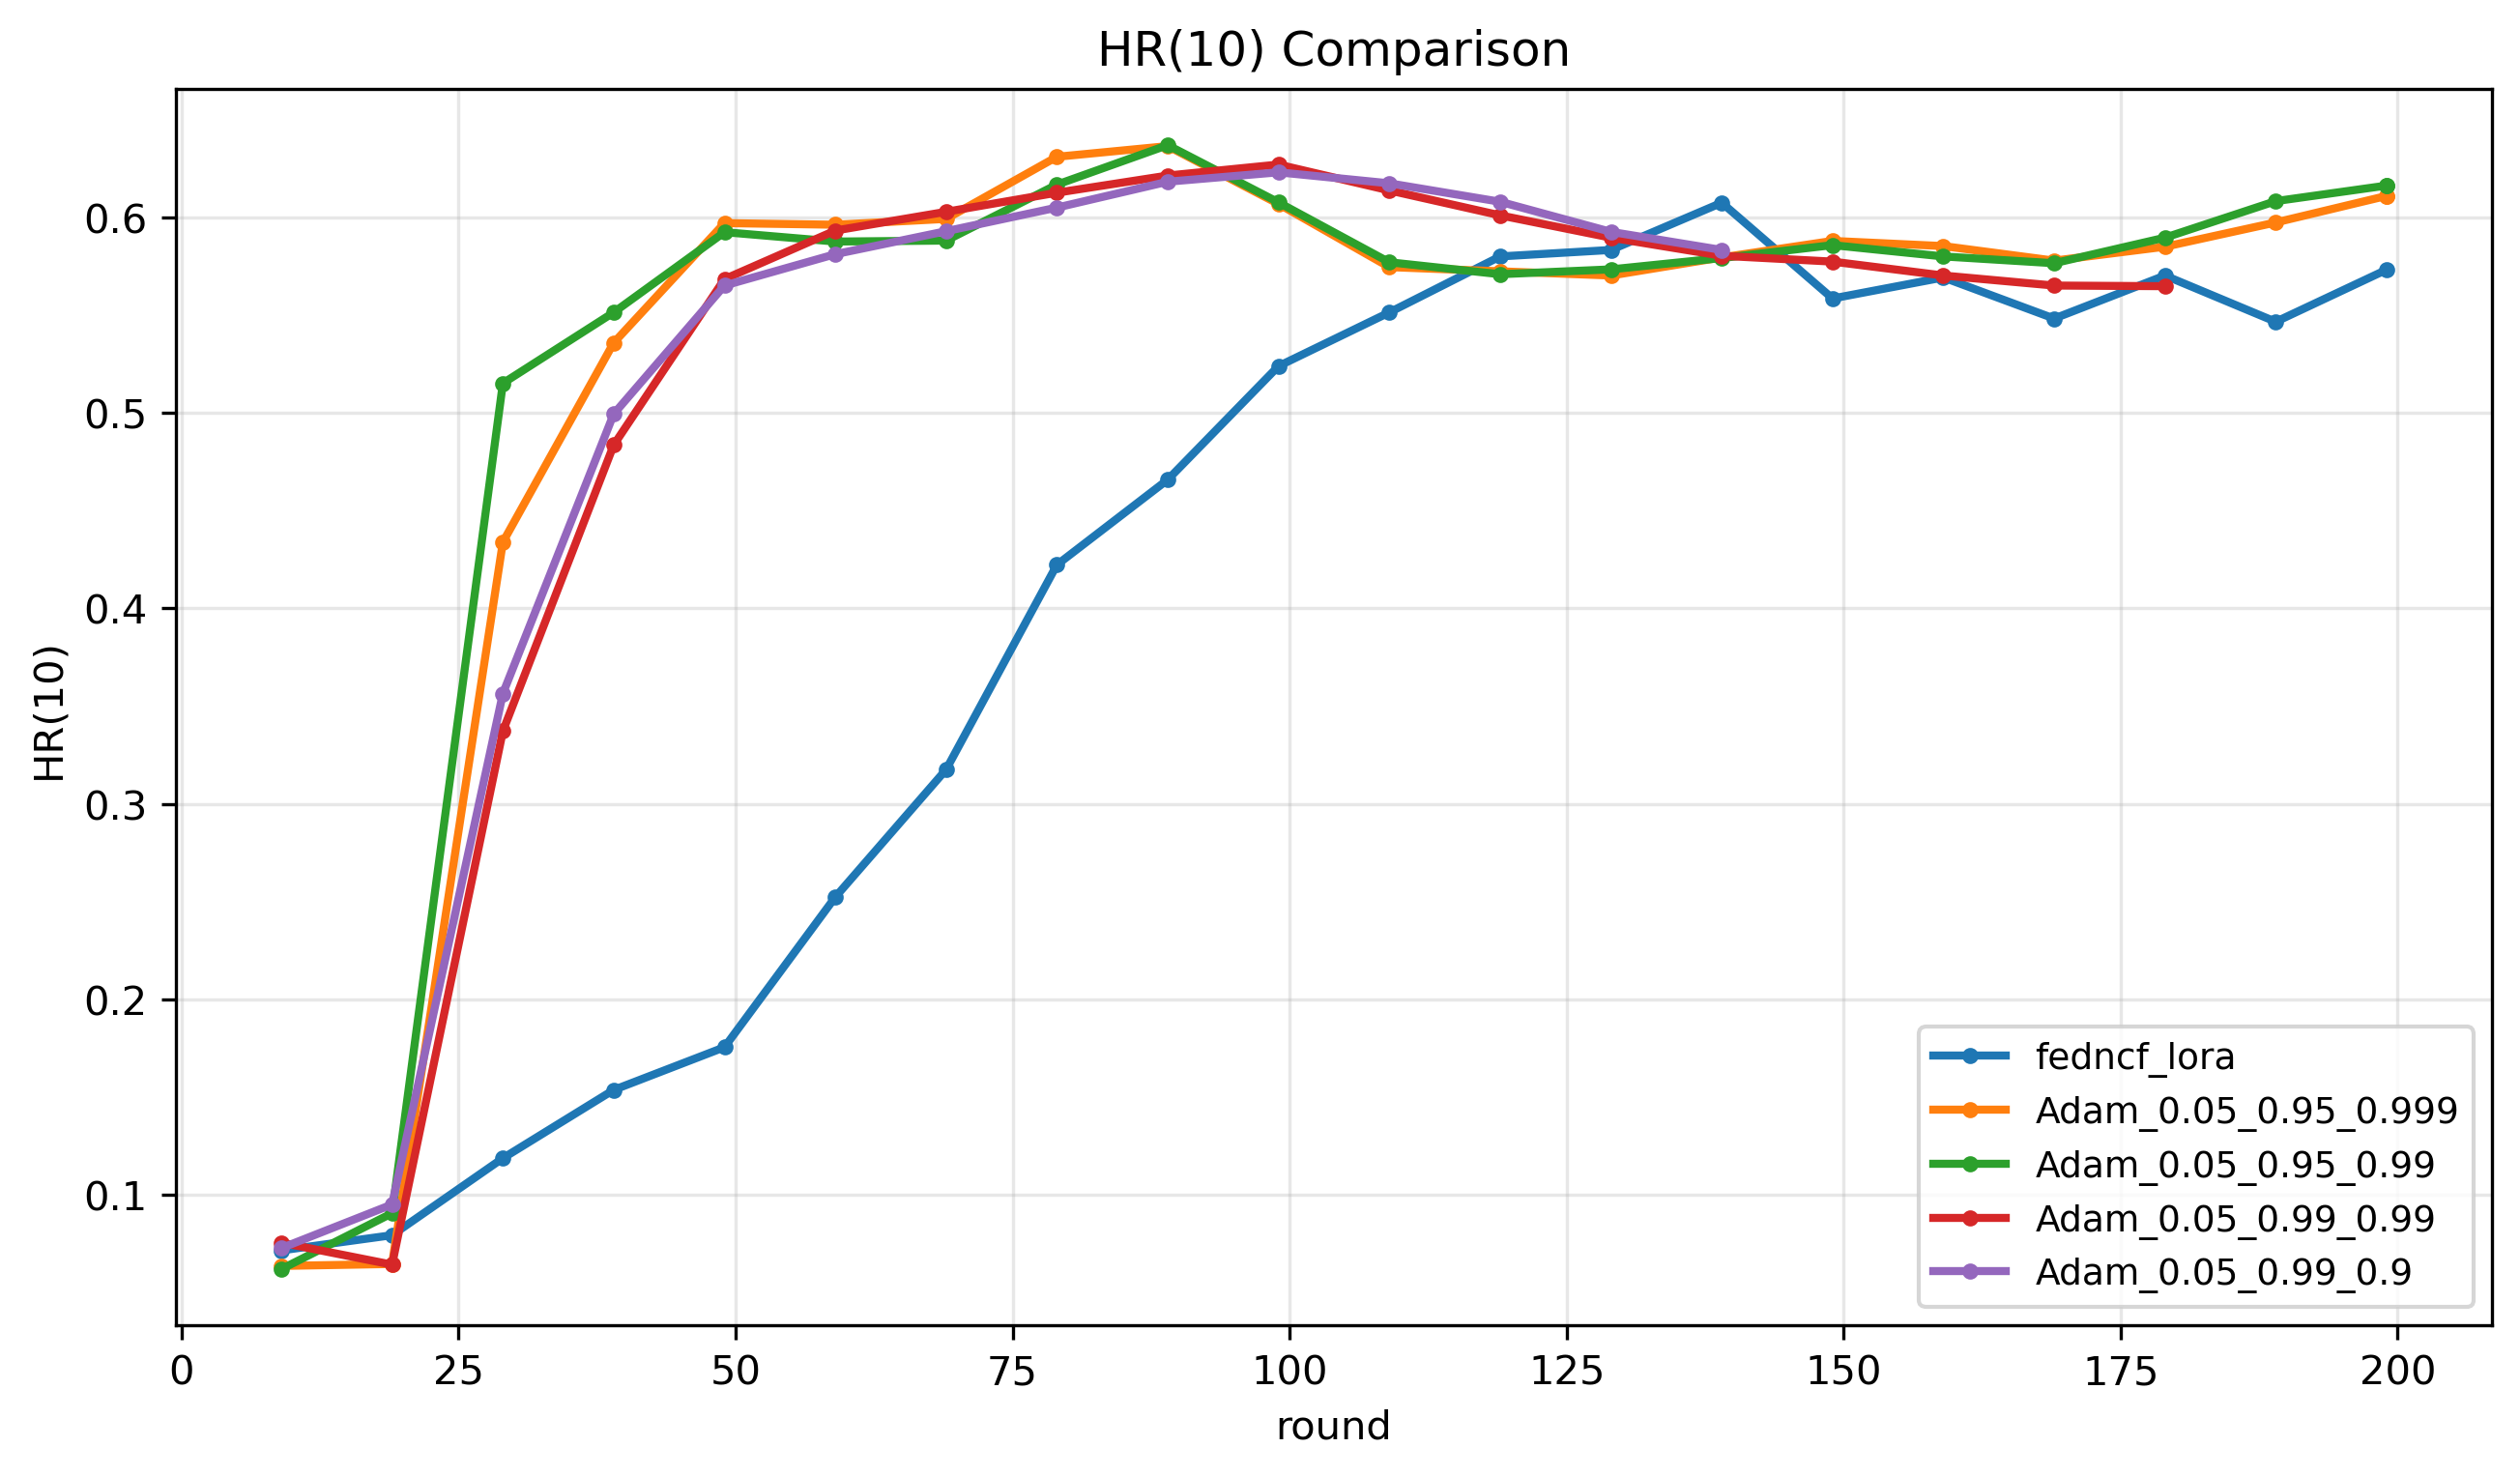 HR(10) Comparison
HR(10)
0.6
0.5
0.4
0.3
0.2
0.1
0 25 50 75 100 125 150 175 200
round
fedncf_lora
Adam_0.05_0.95_0.999
Adam_0.05_0.95_0.99
Adam_0.05_0.99_0.99
Adam_0.05_0.99_0.9